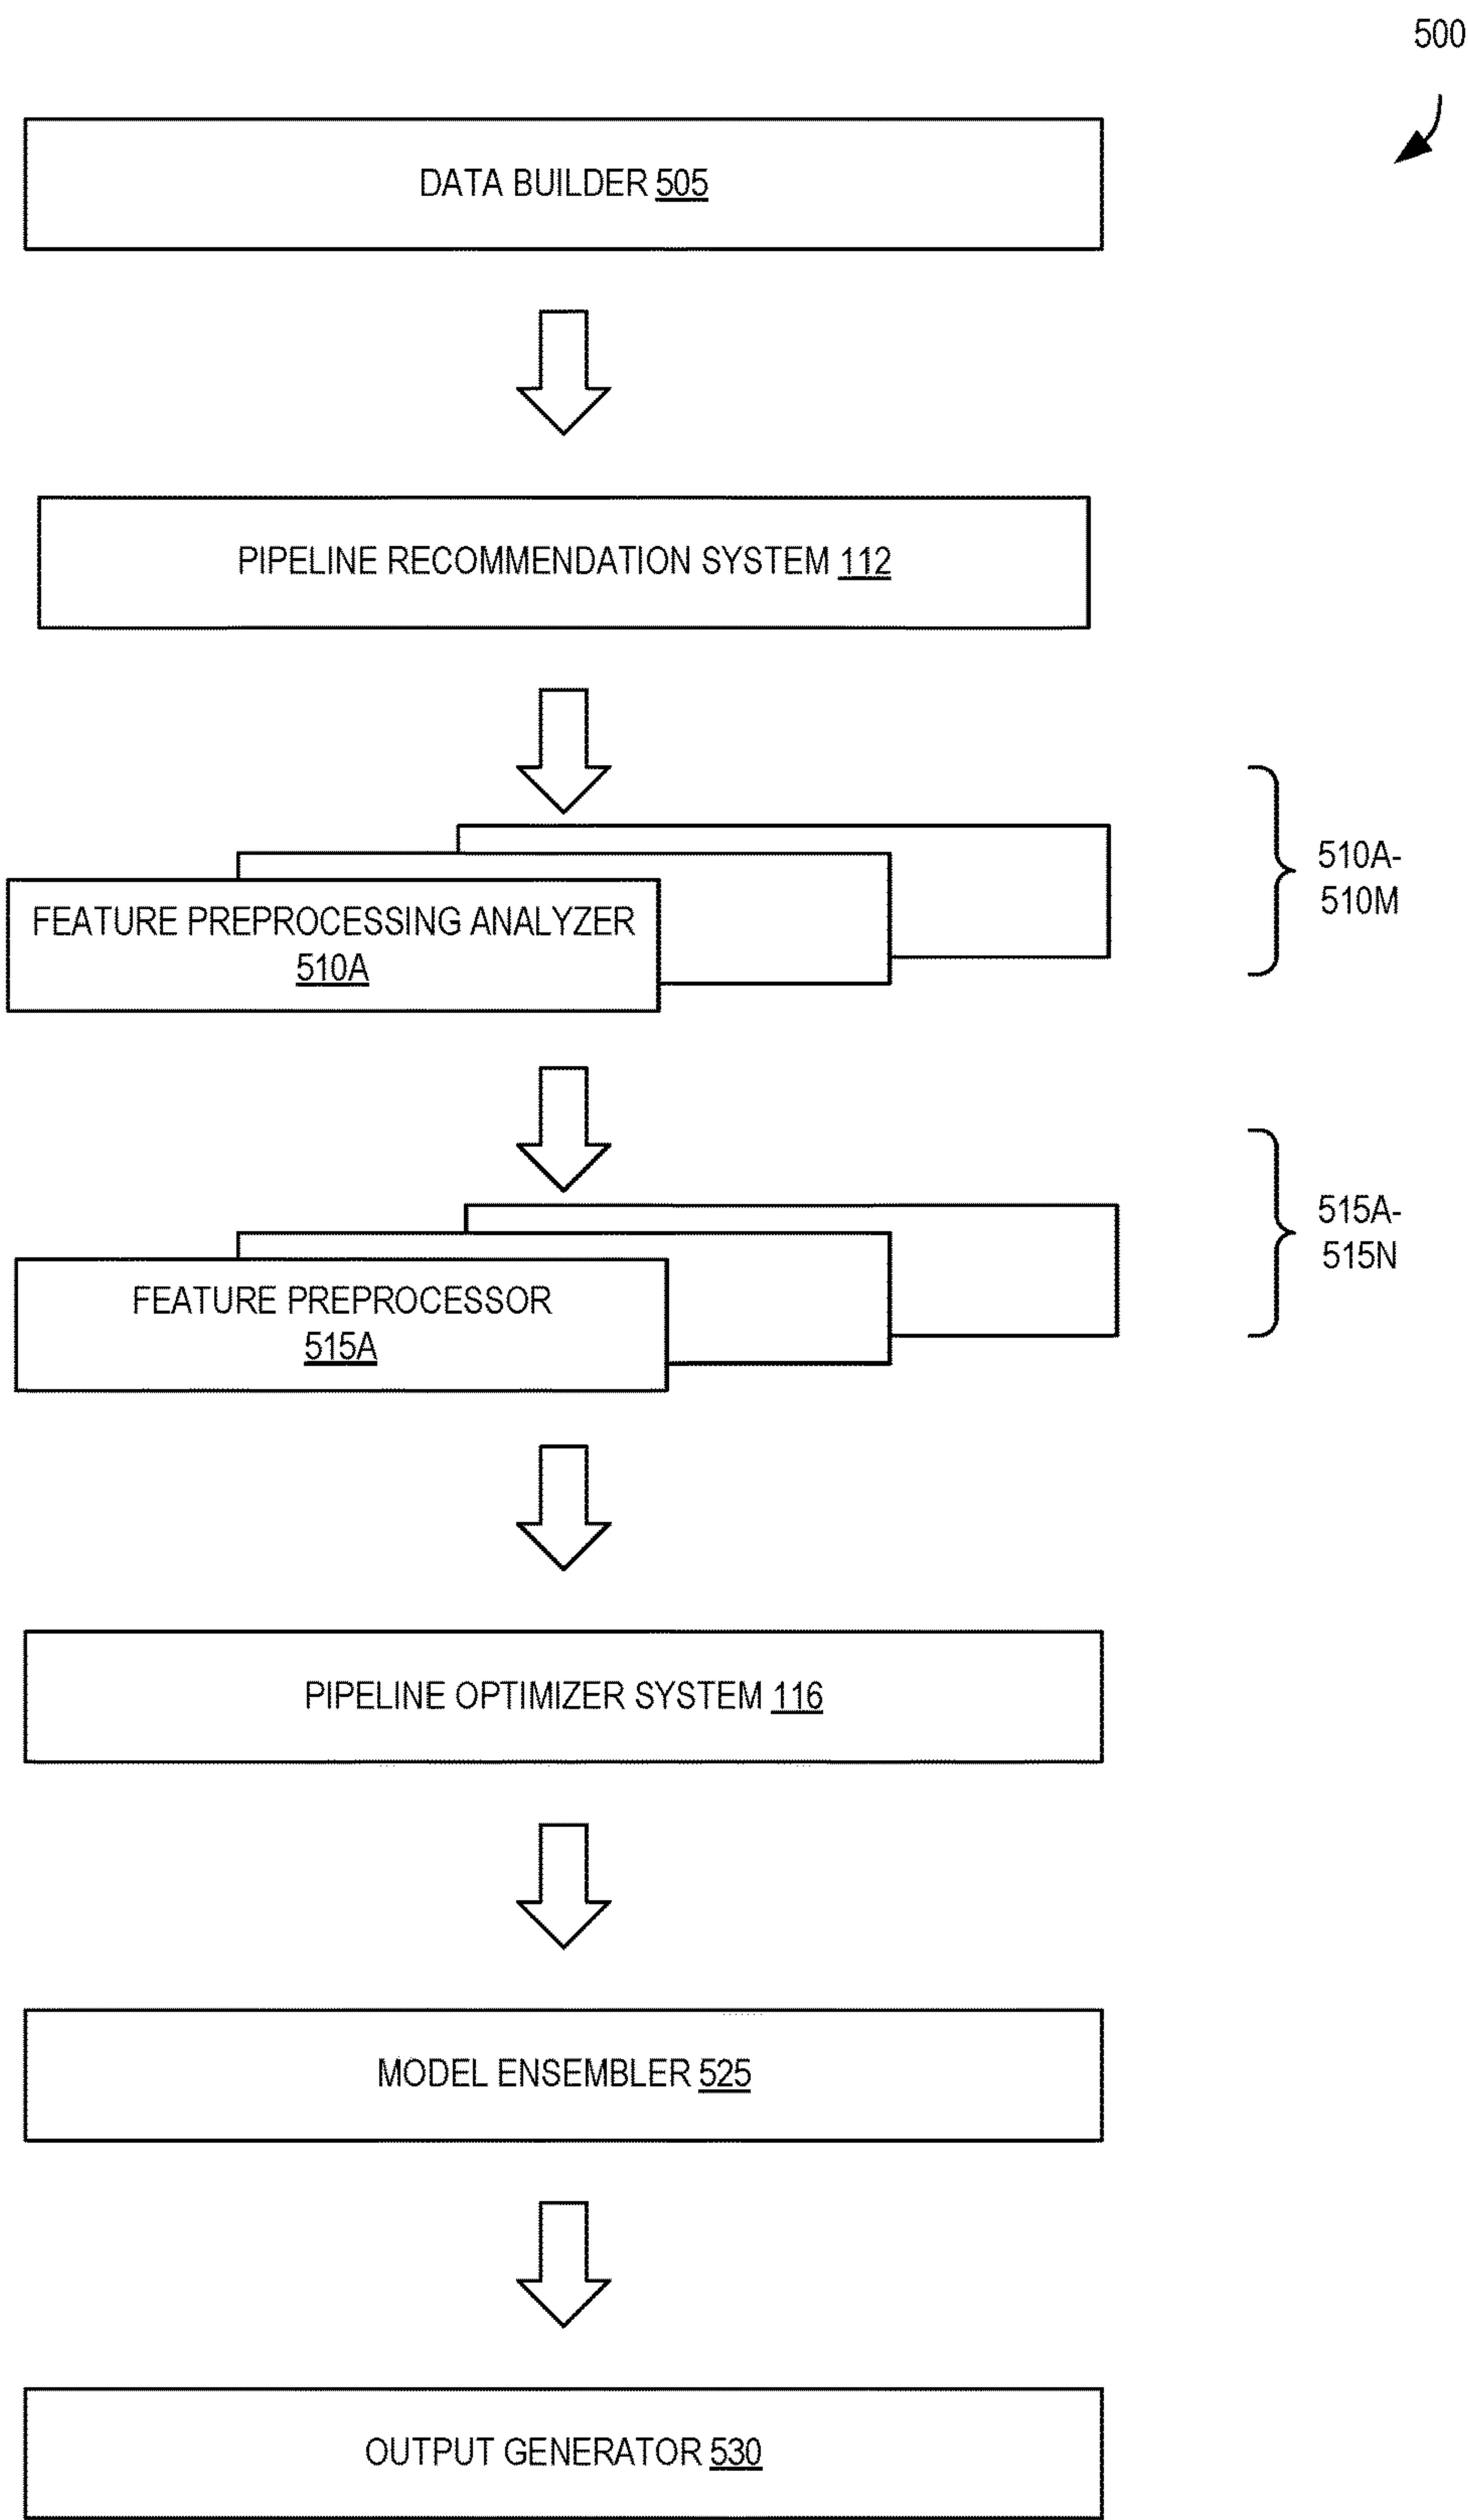 500
DATA BUILDER 505
PIPELINE RECOMMENDATION SYSTEM 112
510A-
510M
FEATURE PREPROCESSING ANALYZER
510A
515A-
515N
FEATURE PREPROCESSOR
515A
PIPELINE OPTIMIZER SYSTEM 116
MODEL ENSEMBLER 525
OUTPUT GENERATOR 530